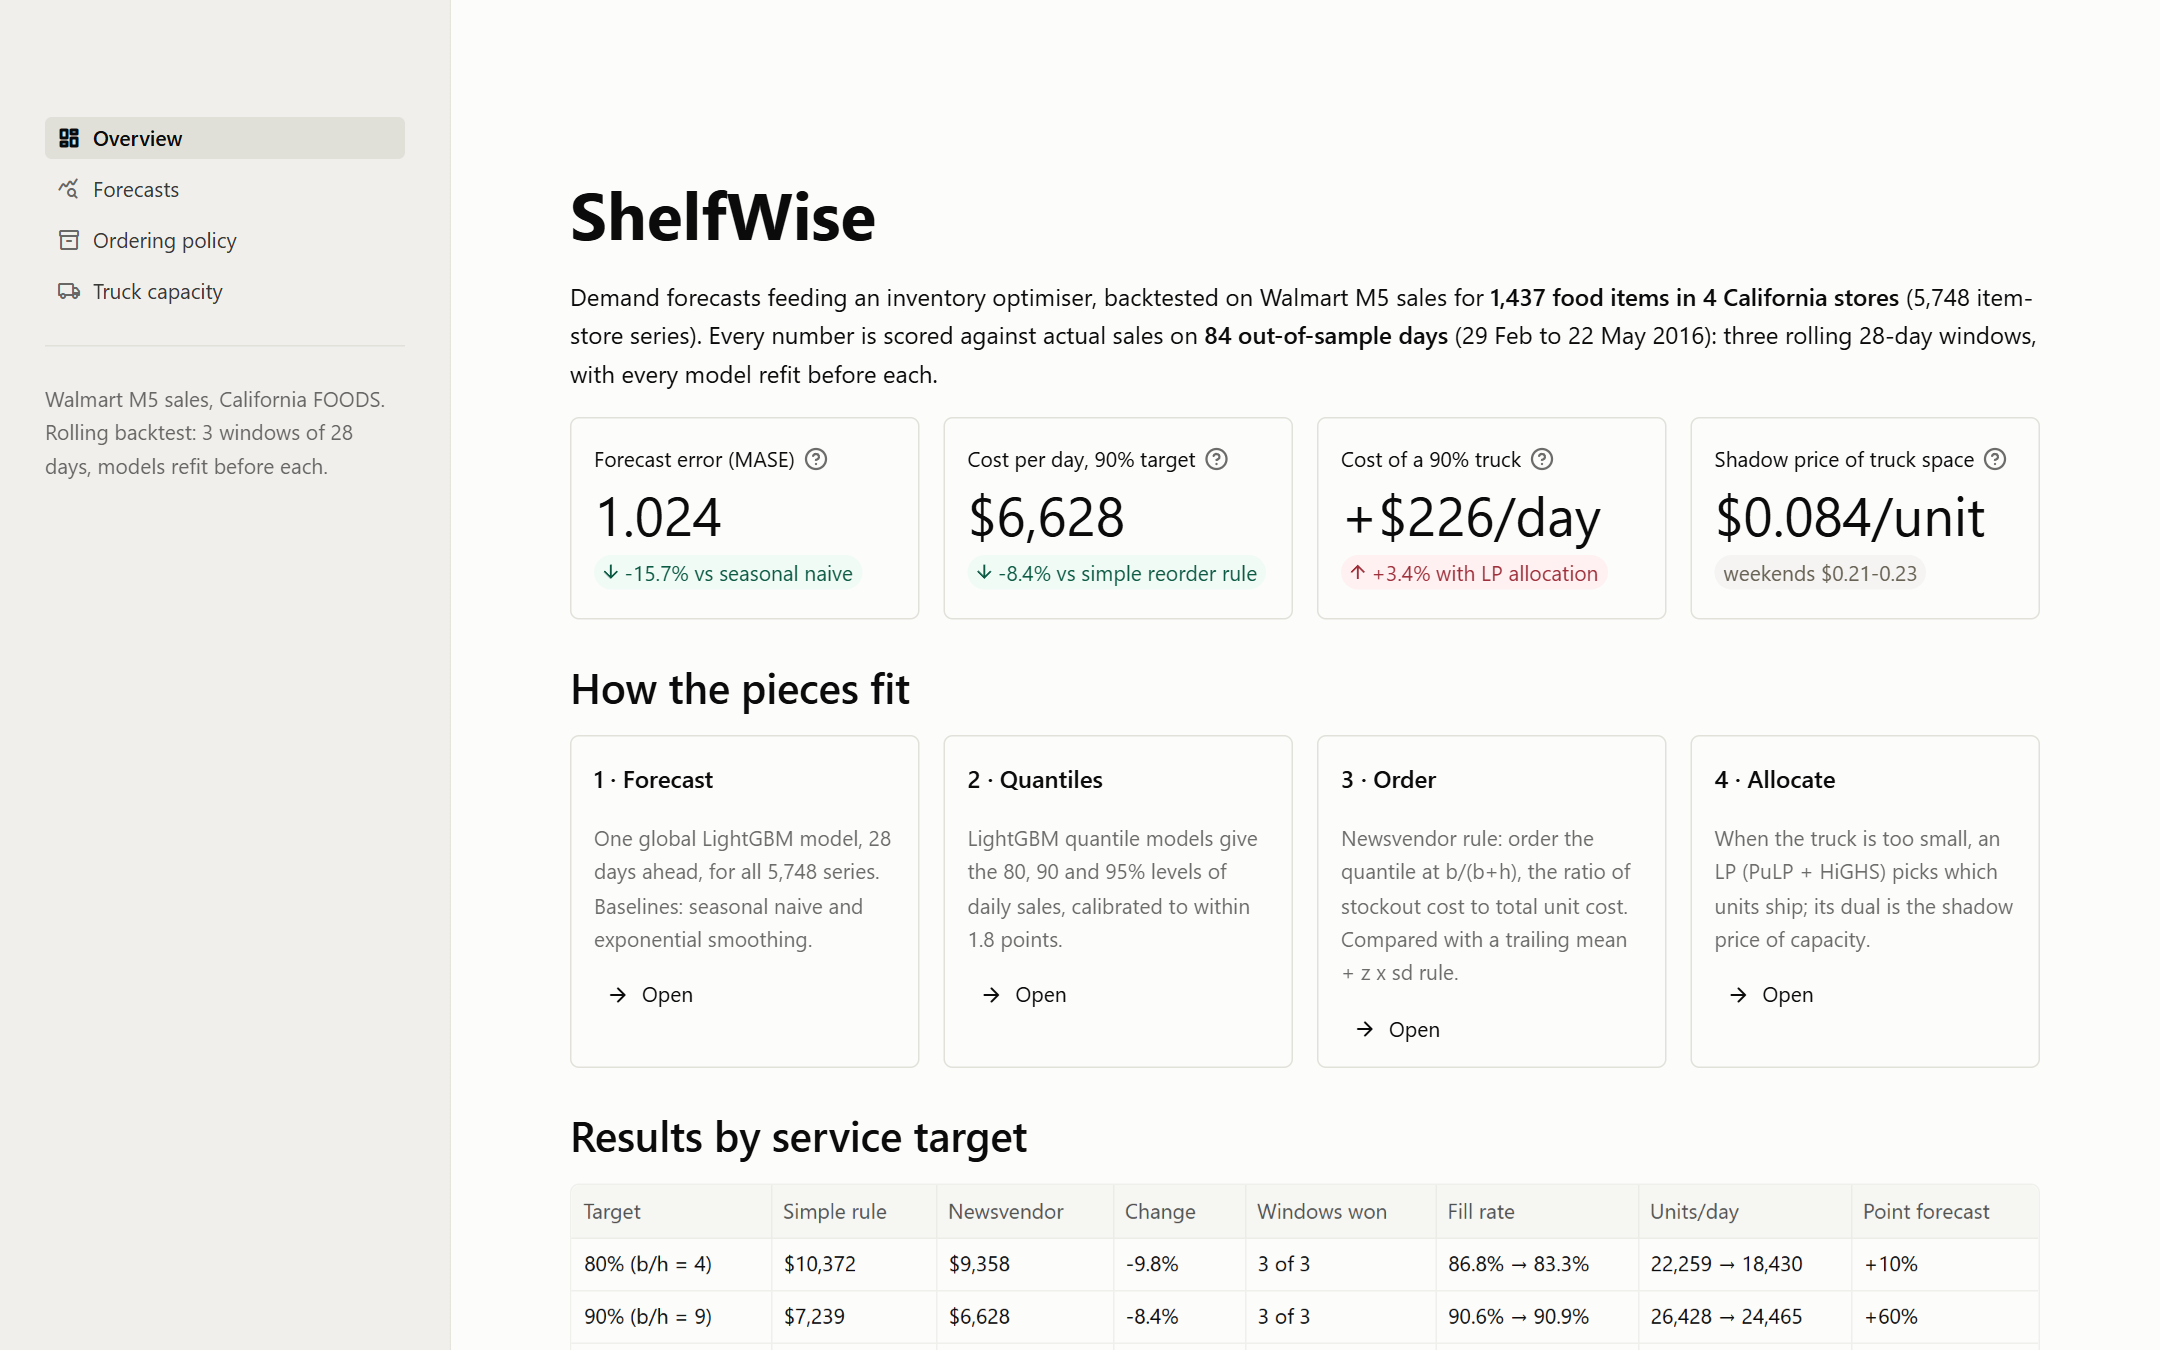 Overview
Forecasts
Ordering policy
Truck capacity
Walmart M5 sales, California FOODS.
Rolling backtest: 3 windows of 28
days, models refit before each.
ShelfWise
Demand forecasts feeding an inventory optimiser, backtested on Walmart M5 sales for 1,437 food items in 4 California stores (5,748 item-
store series). Every number is scored against actual sales on 84 out-of-sample days (29 Feb to 22 May 2016): three rolling 28-day windows,
with every model refit before each.
Forecast error (MASE)
1.024
↓ -15.7% vs seasonal naive
Cost per day, 90% target
$6,628
↓ -8.4% vs simple reorder rule
Cost of a 90% truck
+$226/day
↑ +3.4% with LP allocation
Shadow price of truck space
$0.084/unit
weekends $0.21-0.23
How the pieces fit
1 · Forecast
One global LightGBM model, 28
days ahead, for all 5,748 series.
Baselines: seasonal naive and
exponential smoothing.
→ Open
2 · Quantiles
LightGBM quantile models give
the 80, 90 and 95% levels of
daily sales, calibrated to within
1.8 points.
→ Open
3 · Order
Newsvendor rule: order the
quantile at b/(b+h), the ratio of
stockout cost to total unit cost.
Compared with a trailing mean
+ z x sd rule.
→ Open
4 · Allocate
When the truck is too small, an
LP (PuLP + HiGHS) picks which
units ship; its dual is the shadow
price of capacity.
→ Open
Results by service target
Target Simple rule Newsvendor Change Windows won Fill rate Units/day Point forecast
80% (b/h = 4) $10,372 $9,358 -9.8% 3 of 3 86.8% → 83.3% 22,259 → 18,430 +10%
90% (b/h = 9) $7,239 $6,628 -8.4% 3 of 3 90.6% → 90.9% 26,428 → 24,465 +60%